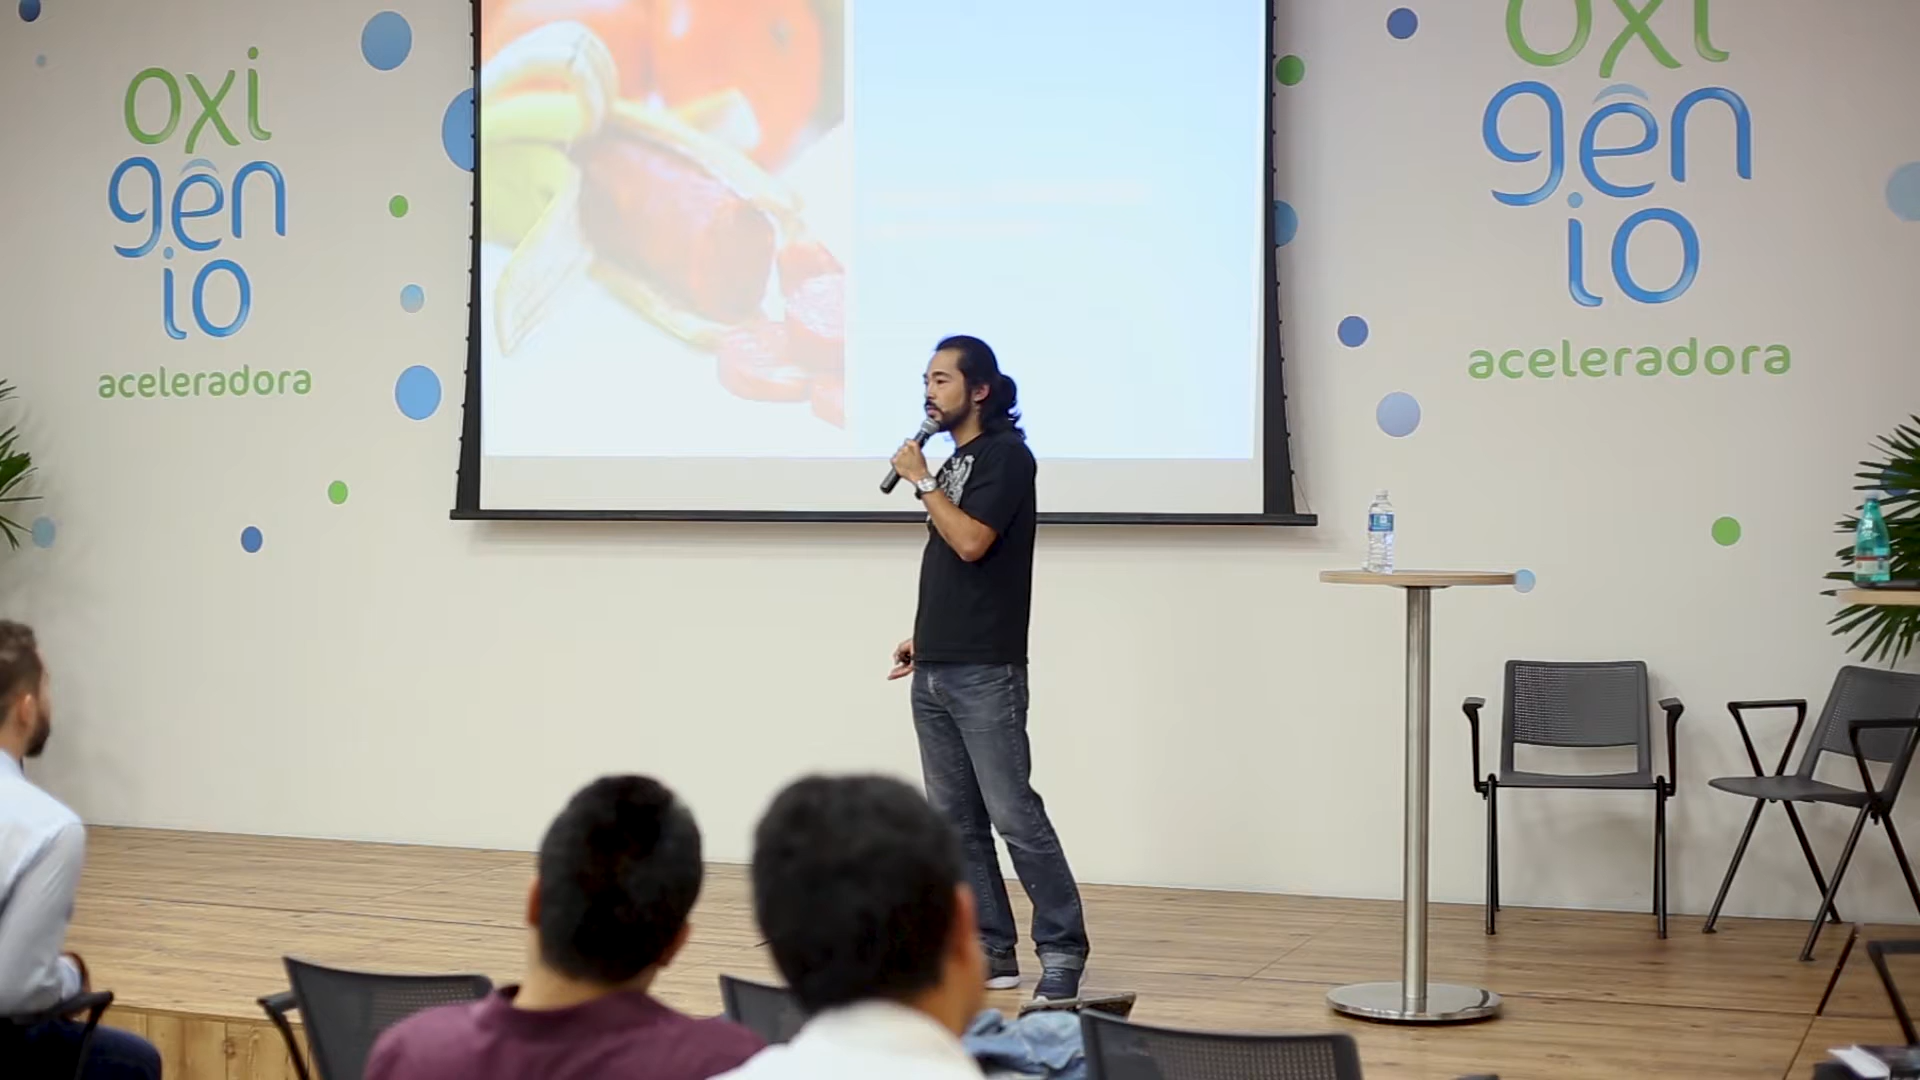 oxi
gên
io
aceleradora
oxi
gên
io
aceleradora